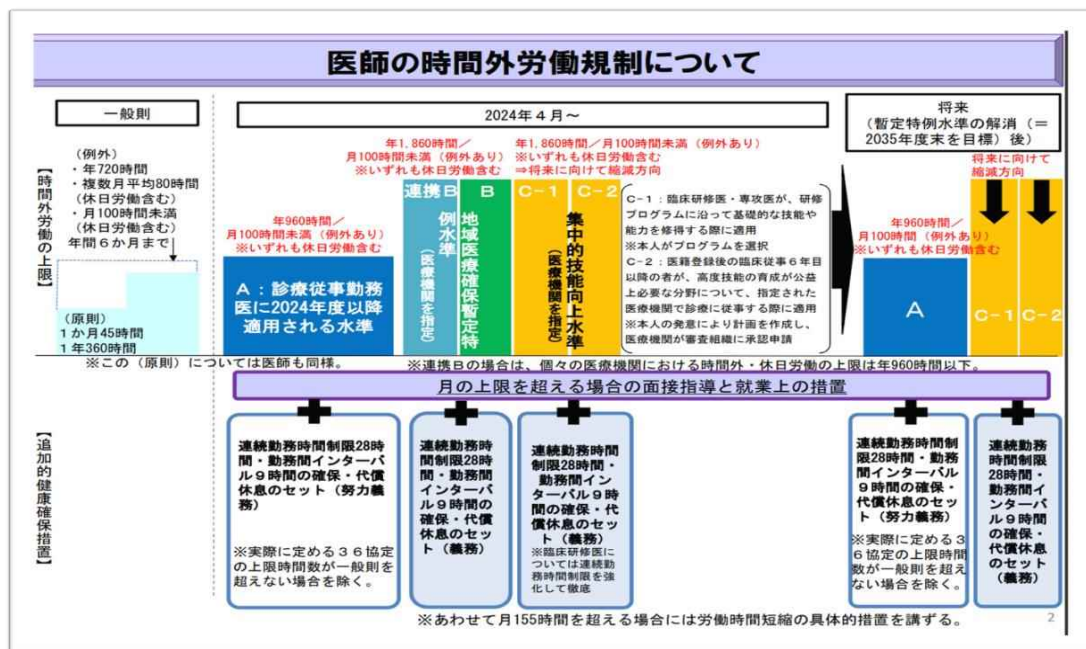 医師の時間外労働規制について
一般則
2024年4月～
将来
(暫定特例水準の解消（＝
2035年度末を目標）後)
【時間外労働の上限】
（例外）
・年720時間
・複数月平均80時間
（休日労働含む）
・月100時間未満
（休日労働含む）
年間6か月まで
（原則）
1か月45時間
1年360時間
※この（原則）については医師も同様。
年960時間／
月100時間未満（例外あり）
※いずれも休日労働含む
A：診療従事勤務
医に2024年度以降
適用される水準
年1,860時間／
月100時間未満（例外あり）
※いずれも休日労働含む
連携B
B
地域医療確保暫定特
例水準
（医療機関を指定）
年1,860時間／月100時間未満（例外あり）
※いずれも休日労働含む
⇒将来に向けて縮減方向
C-1
C-2
集中的技能向上水準
（医療機関を指定）
C-1：臨床研修医・専攻医が、研修
プログラムに沿って基礎的な技能や
能力を修得する際に適用
※本人がプログラムを選択
C-2：医籍登録後の臨床従事6年目
以降の者が、高度技能の育成が公益
上必要な分野について、指定された
医療機関で診療に従事する際に適用
※本人の発意により計画を作成し、
医療機関が審査組織に承認申請
※連携Bの場合は、個々の医療機関における時間外・休日労働の上限は年960時間以下。
年960時間／
月100時間（例外あり）
※いずれも休日労働含む
A
将来に向けて
縮減方向
C-1
C-2
月の上限を超える場合の面接指導と就業上の措置
【追加的健康確保措置】
連続勤務時間制限28時
間・勤務間インターバ
ル9時間の確保・代償
休息のセット（努力義
務）
※実際に定める３６協定
の上限時間数が一般則
を超えない場合を除く。
連続勤務時
間制限28時
間・勤務間
インターバ
ル9時間の
確保・代償
休息のセッ
ト（義務）
連続勤務時間
制限28時間・
勤務間インタ
ーバル9時間
の確保・代償
休息のセット
（義務）
※臨床研修医に
ついては連続勤
務時間制限を強
化して徹底
連続勤務時間制
限28時間・勤務
間インターバル
9時間の確保・
代償休息のセッ
ト（努力義務）
※実際に定める３
６協定の上限時間
数が一般則を超え
ない場合を除く。
連続勤務
時間制限
28時間・勤
務間イン
ターバル
9時間の確
保・代償
休息のセッ
ト（義務）
※あわせて月155時間を超える場合には労働時間短縮の具体的措置を講ずる。
2